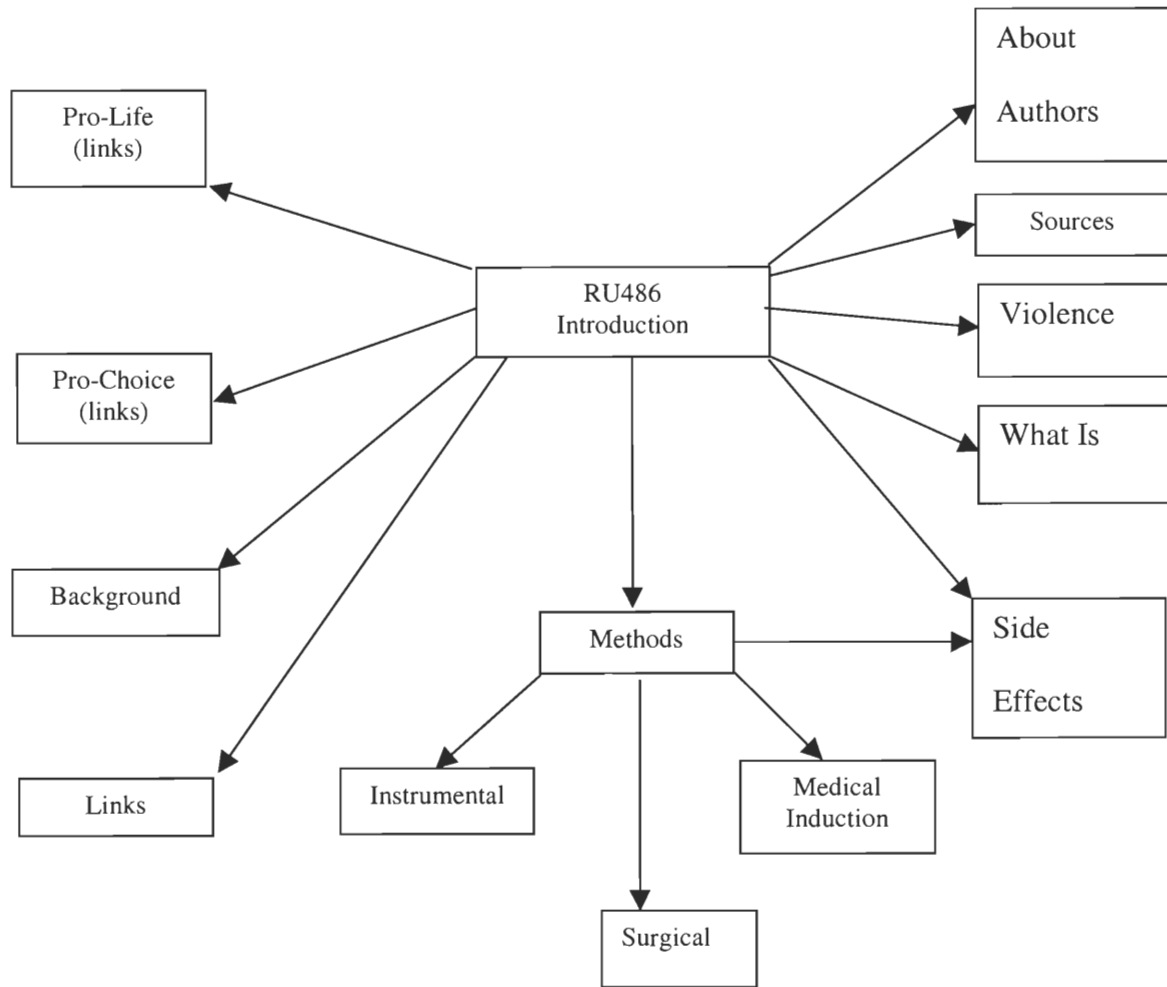 About
Authors
Pro-Life
(links)
Sources
RU486
Introduction
Violence
Pro-Choice
(links)
What Is
Background
Methods
Side
Effects
Links
Instrumental
Medical
Induction
Surgical